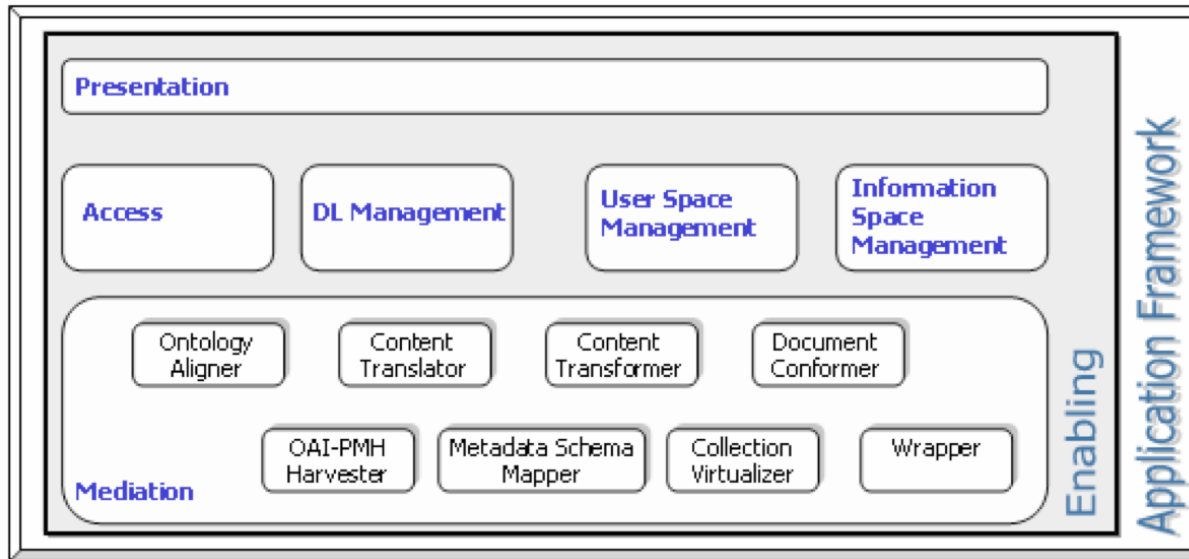 Presentation
Access
DL Management
User Space
Management
Information
Space
Management
Ontology
Aligner
Content
Translator
Content
Transformer
Document
Conformer
OAI-PMH
Harvester
Metadata Schema
Mapper
Collection
Virtualizer
Wrapper
Mediation
Enabling
Application Framework